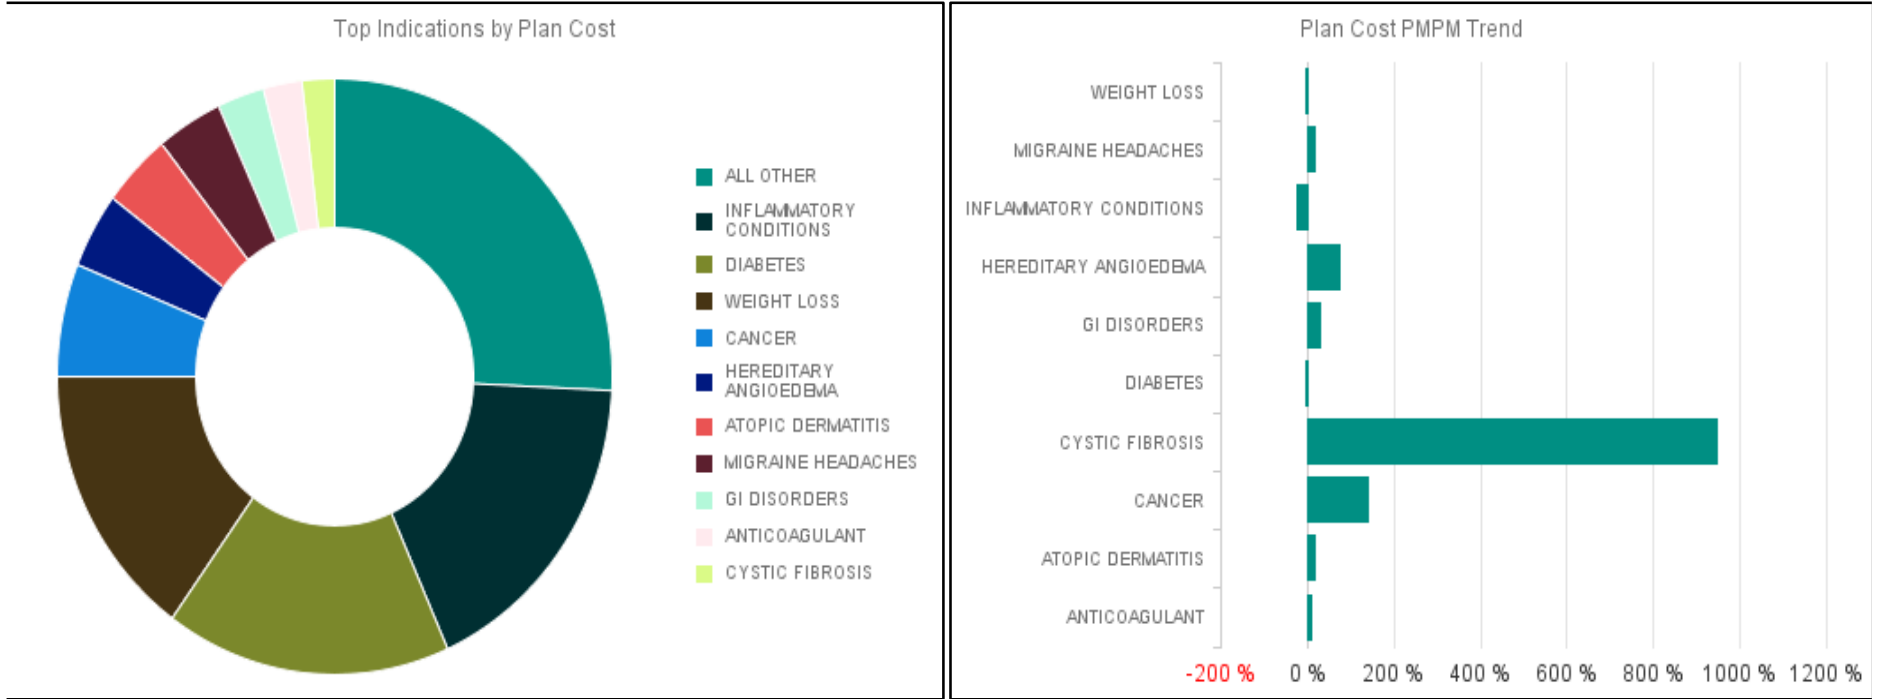 Top Indications by Plan Cost
ALL OTHER
INFLAMMATORY
CONDITIONS
DIABETES
WEIGHT LOSS
CANCER
HEREDITARY
ANGIOEDEMA
ATOPIC DERMATITIS
MIGRAINE HEADACHES
GI DISORDERS
ANTICOAGULANT
CYSTIC FIBROSIS
Plan Cost PMPM Trend
WEIGHT LOSS
MIGRAINE HEADACHES
INFLAMMATORY CONDITIONS
HEREDITARY ANGIOEDEMA
GI DISORDERS
DIABETES
CYSTIC FIBROSIS
CANCER
ATOPIC DERMATITIS
ANTICOAGULANT
-200 % 0 % 200 % 400 % 600 % 800 % 1000 % 1200 %